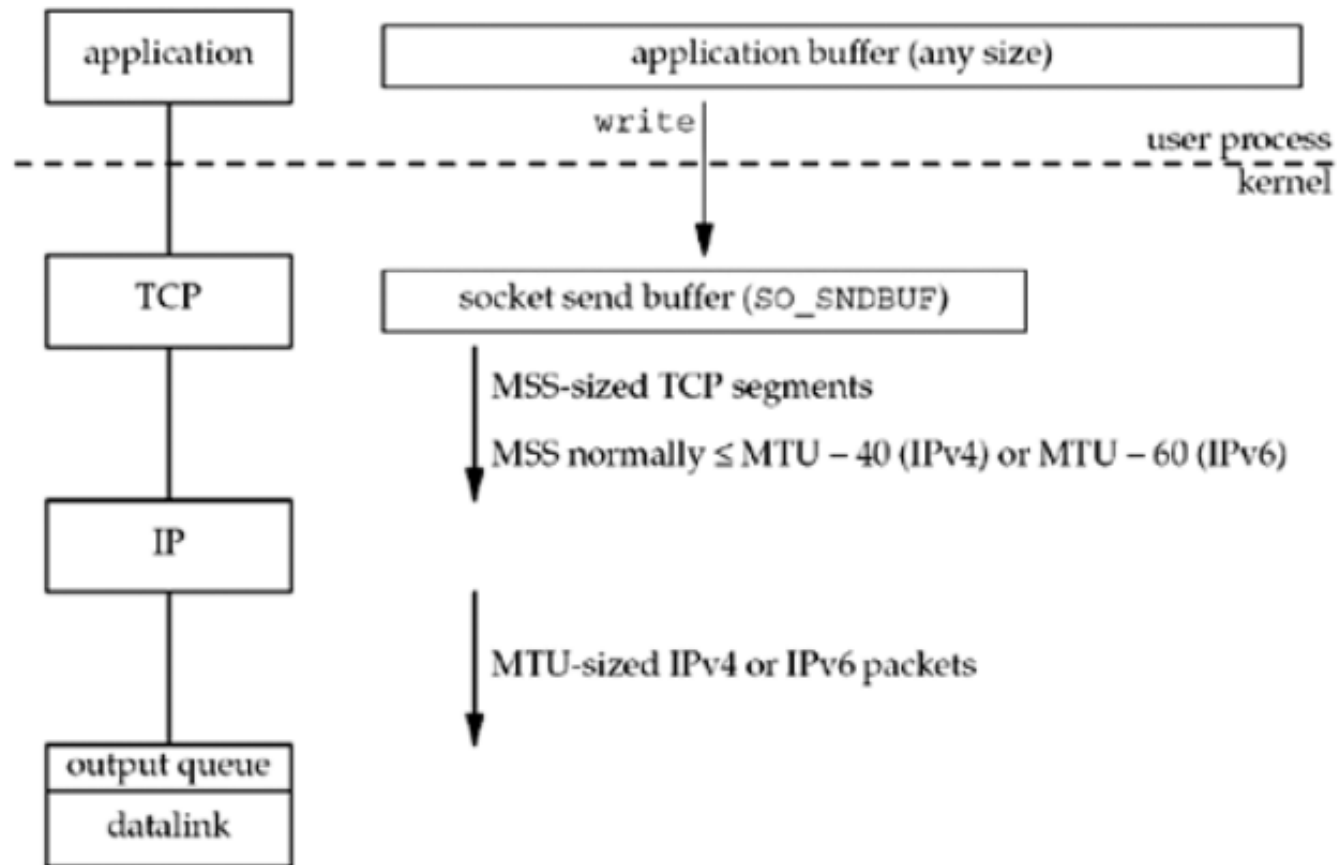 application
application buffer (any size)
write
user process
kernel
TCP
socket send buffer (SO_SNDBUF)
MSS-sized TCP segments
MSS normally ≤ MTU – 40 (IPv4) or MTU – 60 (IPv6)
IP
MTU-sized IPv4 or IPv6 packets
output queue
datalink